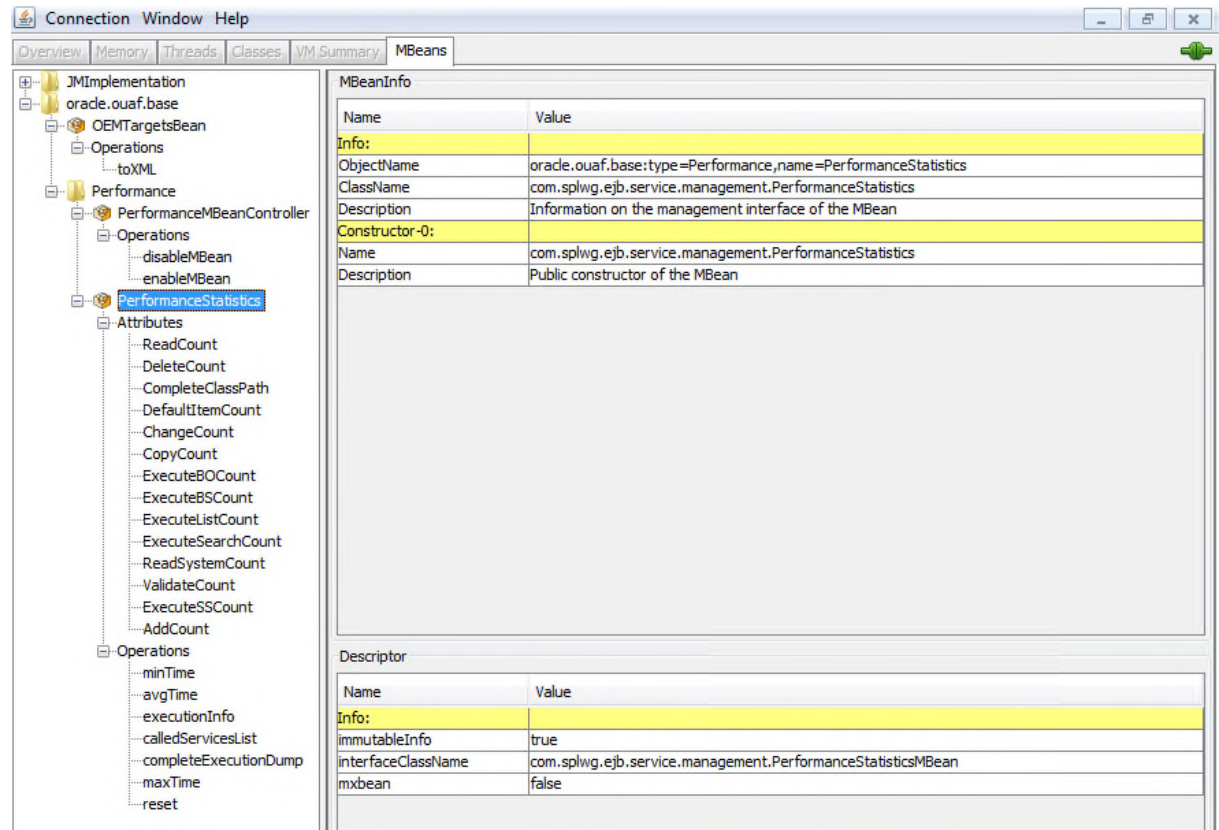 Connection Window Help
Overview Memory Threads Classes VM Summary MBeans
JMImplementation
oracle.ouaf.base
OEMTargetsBean
Operations
toXML
Performance
PerformanceMBeanController
Operations
disableMBean
enableMBean
PerformanceStatistics
Attributes
ReadCount
DeleteCount
CompleteClassPath
DefaultItemCount
ChangeCount
CopyCount
ExecuteBOCount
ExecuteBSCount
ExecuteListCount
ExecuteSearchCount
ReadSystemCount
ValidateCount
ExecuteSSCount
AddCount
Operations
minTime
avgTime
executionInfo
calledServicesList
completeExecutionDump
maxTime
reset
MBeanInfo
Name Value
Info:
ObjectName oracle.ouaf.base:type=Performance,name=PerformanceStatistics
ClassName com.splwg.ejb.service.management.PerformanceStatistics
Description Information on the management interface of the MBean
Constructor-0:
Name com.splwg.ejb.service.management.PerformanceStatistics
Description Public constructor of the MBean
Descriptor
Name Value
Info:
immutableInfo true
interfaceClassName com.splwg.ejb.service.management.PerformanceStatisticsMBean
mxbean false